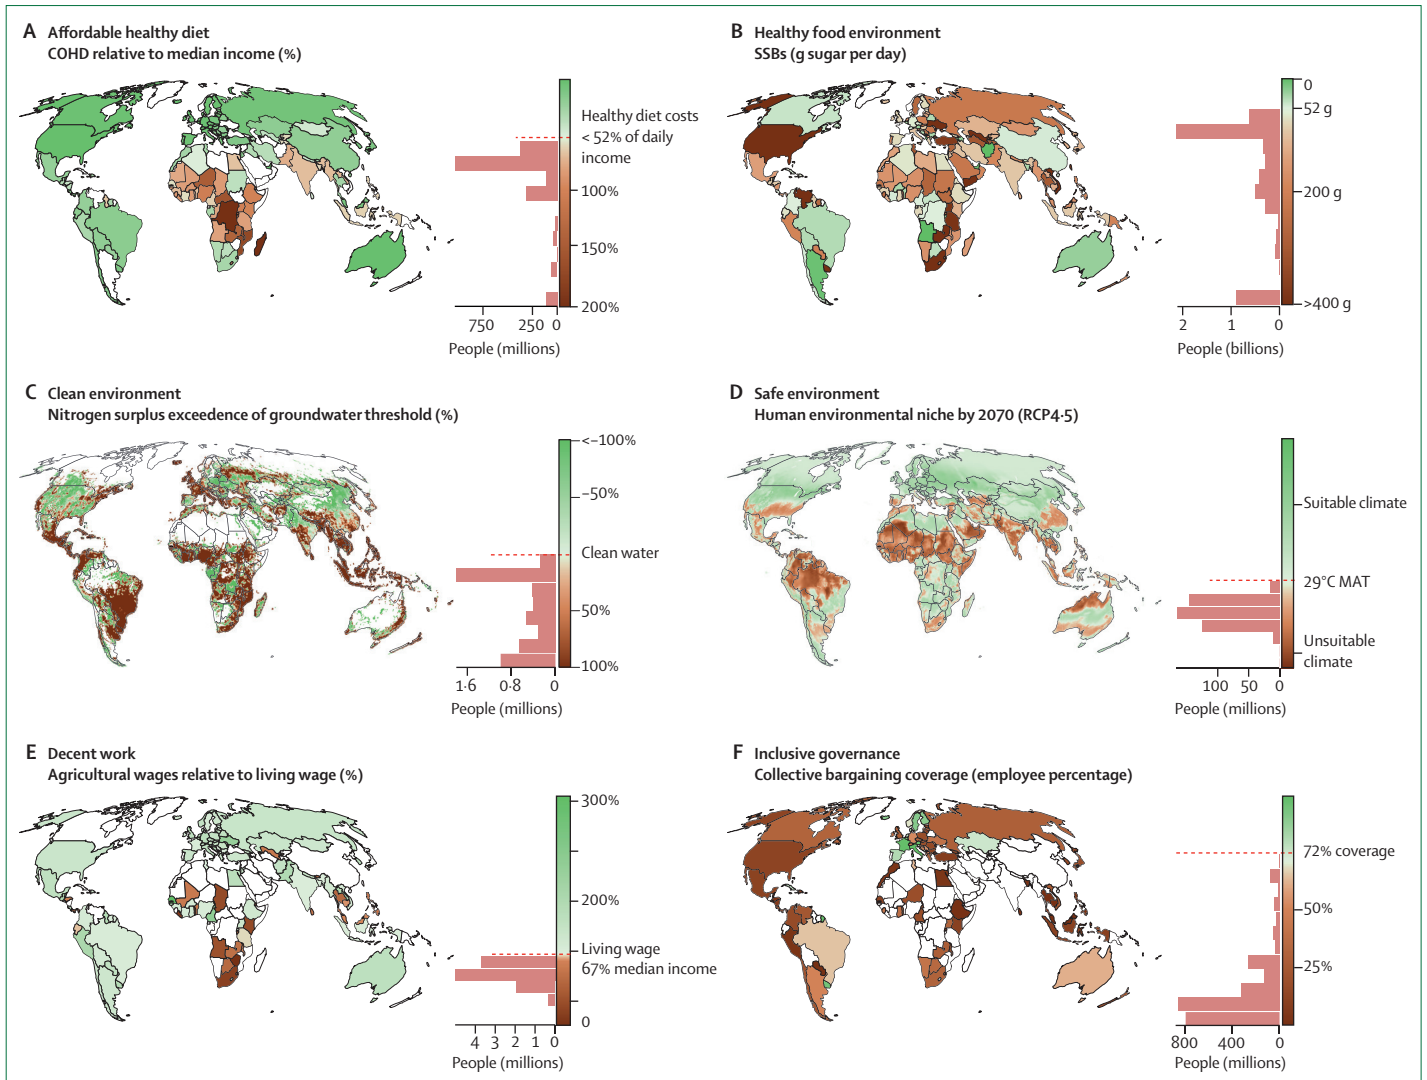 A Affordable healthy diet
COHD relative to median income (%)
Healthy diet costs
< 52% of daily
income
100%
150%
200%
750 250 0
People (millions)
B Healthy food environment
SSBs (g sugar per day)
0
52 g
200 g
>400 g
2 1 0
People (billions)
C Clean environment
Nitrogen surplus exceedence of groundwater threshold (%)
<–100%
–50%
Clean water
50%
100%
1·6 0·8 0
People (millions)
D Safe environment
Human environmental niche by 2070 (RCP4·5)
Suitable climate
29°C MAT
Unsuitable
climate
100 50 0
People (millions)
E Decent work
Agricultural wages relative to living wage (%)
300%
200%
Living wage
67% median income
0
4 3 2 1 0
People (millions)
F Inclusive governance
Collective bargaining coverage (employee percentage)
72% coverage
50%
25%
800 400 0
People (millions)